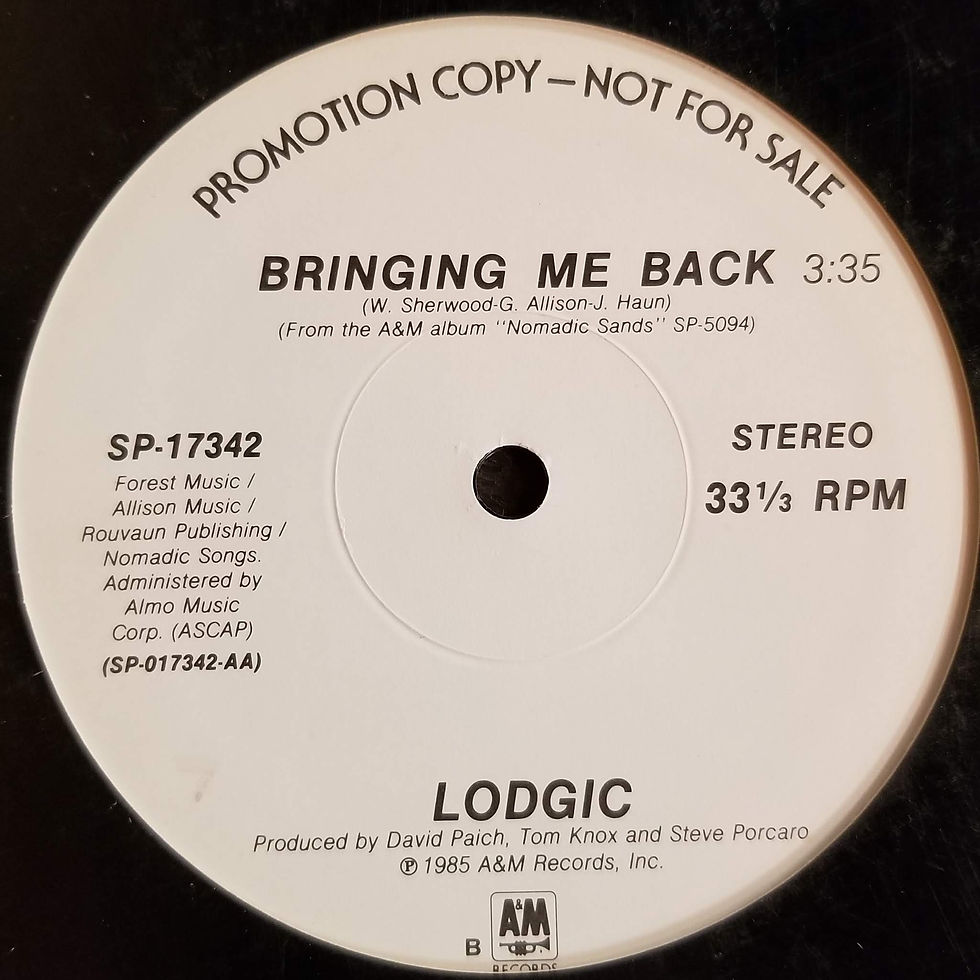 PROMOTION COPY — NOT FOR SALE
BRINGING ME BACK 3:35
(W. Sherwood-G. Allison-J. Haun)
(From the A&M album "Nomadic Sands" SP-5094)
SP-17342
Forest Music /
Allison Music /
Rouvaun Publishing /
Nomadic Songs.
Administered by
Almo Music
Corp. (ASCAP)
(SP-017342-AA)
STEREO
33⅓ RPM
LODGIC
Produced by David Paich, Tom Knox and Steve Porcaro
℗ 1985 A&M Records, Inc.
A&M
B
RECORDS